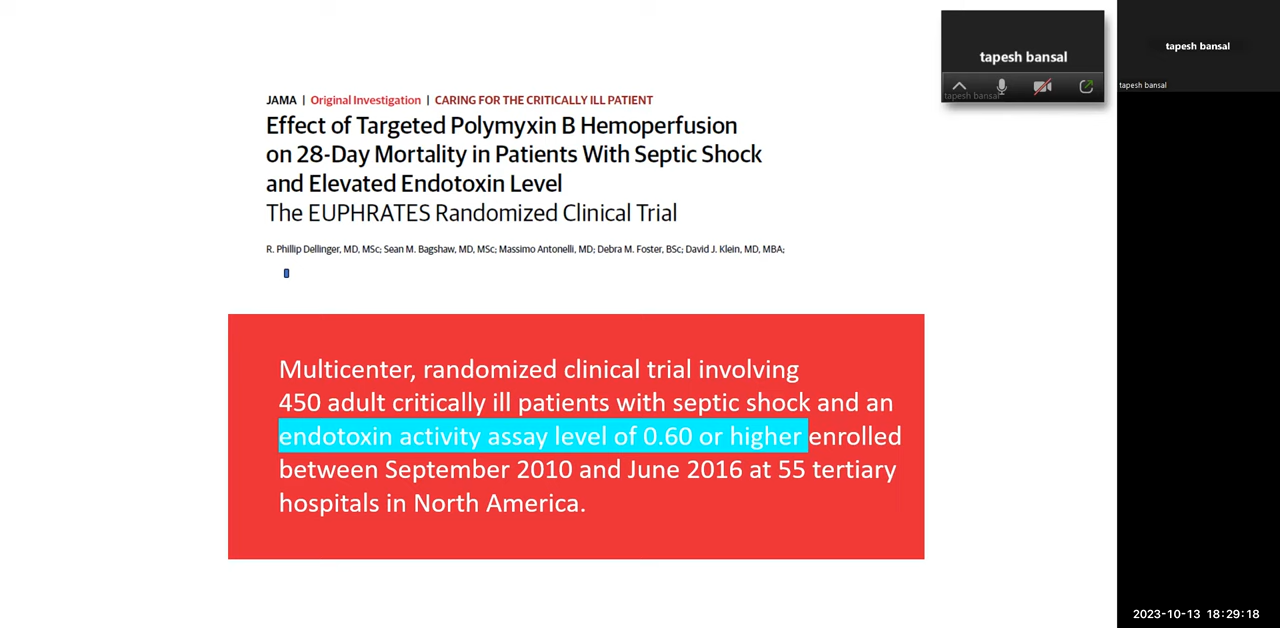 JAMA | Original Investigation | CARING FOR THE CRITICALLY ILL PATIENT
Effect of Targeted Polymyxin B Hemoperfusion
on 28-Day Mortality in Patients With Septic Shock
and Elevated Endotoxin Level
The EUPHRATES Randomized Clinical Trial
R. Phillip Dellinger, MD, MSc; Sean M. Bagshaw, MD, MSc; Massimo Antonelli, MD; Debra M. Foster, BSc; David J. Klein, MD, MBA;
Multicenter, randomized clinical trial involving
450 adult critically ill patients with septic shock and an
endotoxin activity assay level of 0.60 or higher enrolled
between September 2010 and June 2016 at 55 tertiary
hospitals in North America.
tapesh bansal
tapesh bansal
tapesh bansal
tapesh bansal
2023-10-13 18:29:18